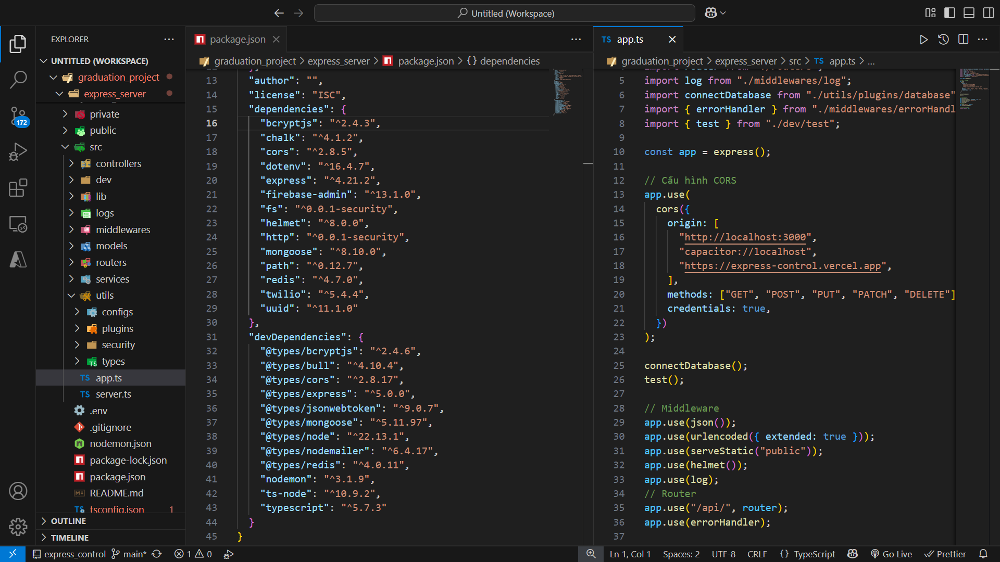 Untitled (Workspace)
EXPLORER
UNTITLED (WORKSPACE)
graduation_project
express_server
private
public
src
controllers
dev
lib
logs
middlewares
models
routers
services
utils
configs
plugins
security
types
TS app.ts
TS server.ts
.env
.gitignore
nodemon.json
package-lock.json
package.json
README.md
TS tsconfig.json 1
OUTLINE
TIMELINE
172
package.json
graduation_project > express_server > package.json > {} dependencies
13 "author": "",
14 "license": "ISC",
15 "dependencies": {
16 "bcryptjs": "^2.4.3",
17 "chalk": "^4.1.2",
18 "cors": "^2.8.5",
19 "dotenv": "^16.4.7",
20 "express": "^4.21.2",
21 "firebase-admin": "^13.1.0",
22 "fs": "^0.0.1-security",
23 "helmet": "^8.0.0",
24 "http": "^0.0.1-security",
25 "mongoose": "^8.10.0",
26 "path": "^0.12.7",
27 "redis": "^4.7.0",
28 "twilio": "^5.4.4",
29 "uuid": "^11.1.0"
30 },
31 "devDependencies": {
32 "@types/bcryptjs": "^2.4.6",
33 "@types/bull": "^4.10.4",
34 "@types/cors": "^2.8.17",
35 "@types/express": "^5.0.0",
36 "@types/jsonwebtoken": "^9.0.7",
37 "@types/mongoose": "^5.11.97",
38 "@types/node": "^22.13.1",
39 "@types/nodemailer": "^6.4.17",
40 "@types/redis": "^4.0.11",
41 "nodemon": "^3.1.9",
42 "ts-node": "^10.9.2",
43 "typescript": "^5.7.3"
44 }
45 }
TS app.ts
graduation_project > express_server > src > TS app.ts > ...
5 import log from "./middlewares/log";
6 import connectDatabase from "./utils/plugins/database"
7 import { errorHandler } from "./middlewares/errorHandl
8 import { test } from "./dev/test";
9
10 const app = express();
11
12 // Cấu hình CORS
13 app.use(
14 cors({
15 origin: [
16 "http://localhost:3000",
17 "capacitor://localhost",
18 "https://express-control.vercel.app",
19 ],
20 methods: ["GET", "POST", "PUT", "PATCH", "DELETE"]
21 credentials: true,
22 })
23 );
24
25 connectDatabase();
26 test();
27
28 // Middleware
29 app.use(json());
30 app.use(urlencoded({ extended: true }));
31 app.use(serveStatic("public"));
32 app.use(helmet());
33 app.use(log);
34 // Router
35 app.use("/api/", router);
36 app.use(errorHandler);
37
express_control main* 1 0 Ln 1, Col 1 Spaces: 2 UTF-8 CRLF {} TypeScript Go Live Prettier